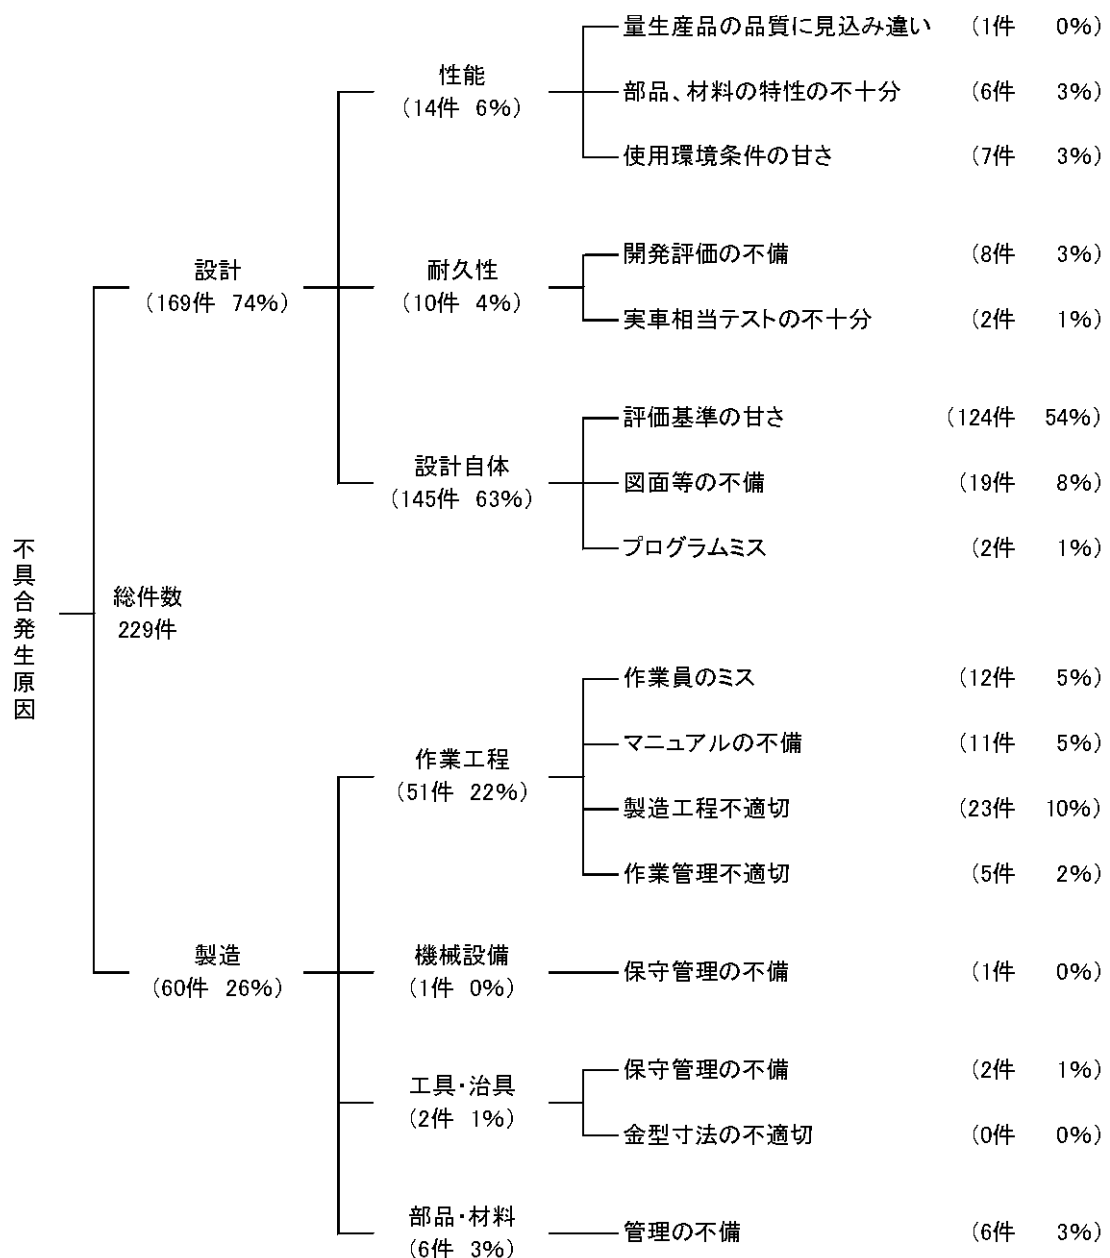 不具合発生原因
総件数
229件
設計
（169件 74%）
性能
（14件 6%）
量生産品の品質に見込み違い （1件 0%）
部品、材料の特性の不十分 （6件 3%）
使用環境条件の甘さ （7件 3%）
耐久性
（10件 4%）
開発評価の不備 （8件 3%）
実車相当テストの不十分 （2件 1%）
設計自体
（145件 63%）
評価基準の甘さ （124件 54%）
図面等の不備 （19件 8%）
プログラムミス （2件 1%）
製造
（60件 26%）
作業工程
（51件 22%）
作業員のミス （12件 5%）
マニュアルの不備 （11件 5%）
製造工程不適切 （23件 10%）
作業管理不適切 （5件 2%）
機械設備
（1件 0%）
保守管理の不備 （1件 0%）
工具・治具
（2件 1%）
保守管理の不備 （2件 1%）
金型寸法の不適切 （0件 0%）
部品・材料
（6件 3%）
管理の不備 （6件 3%）